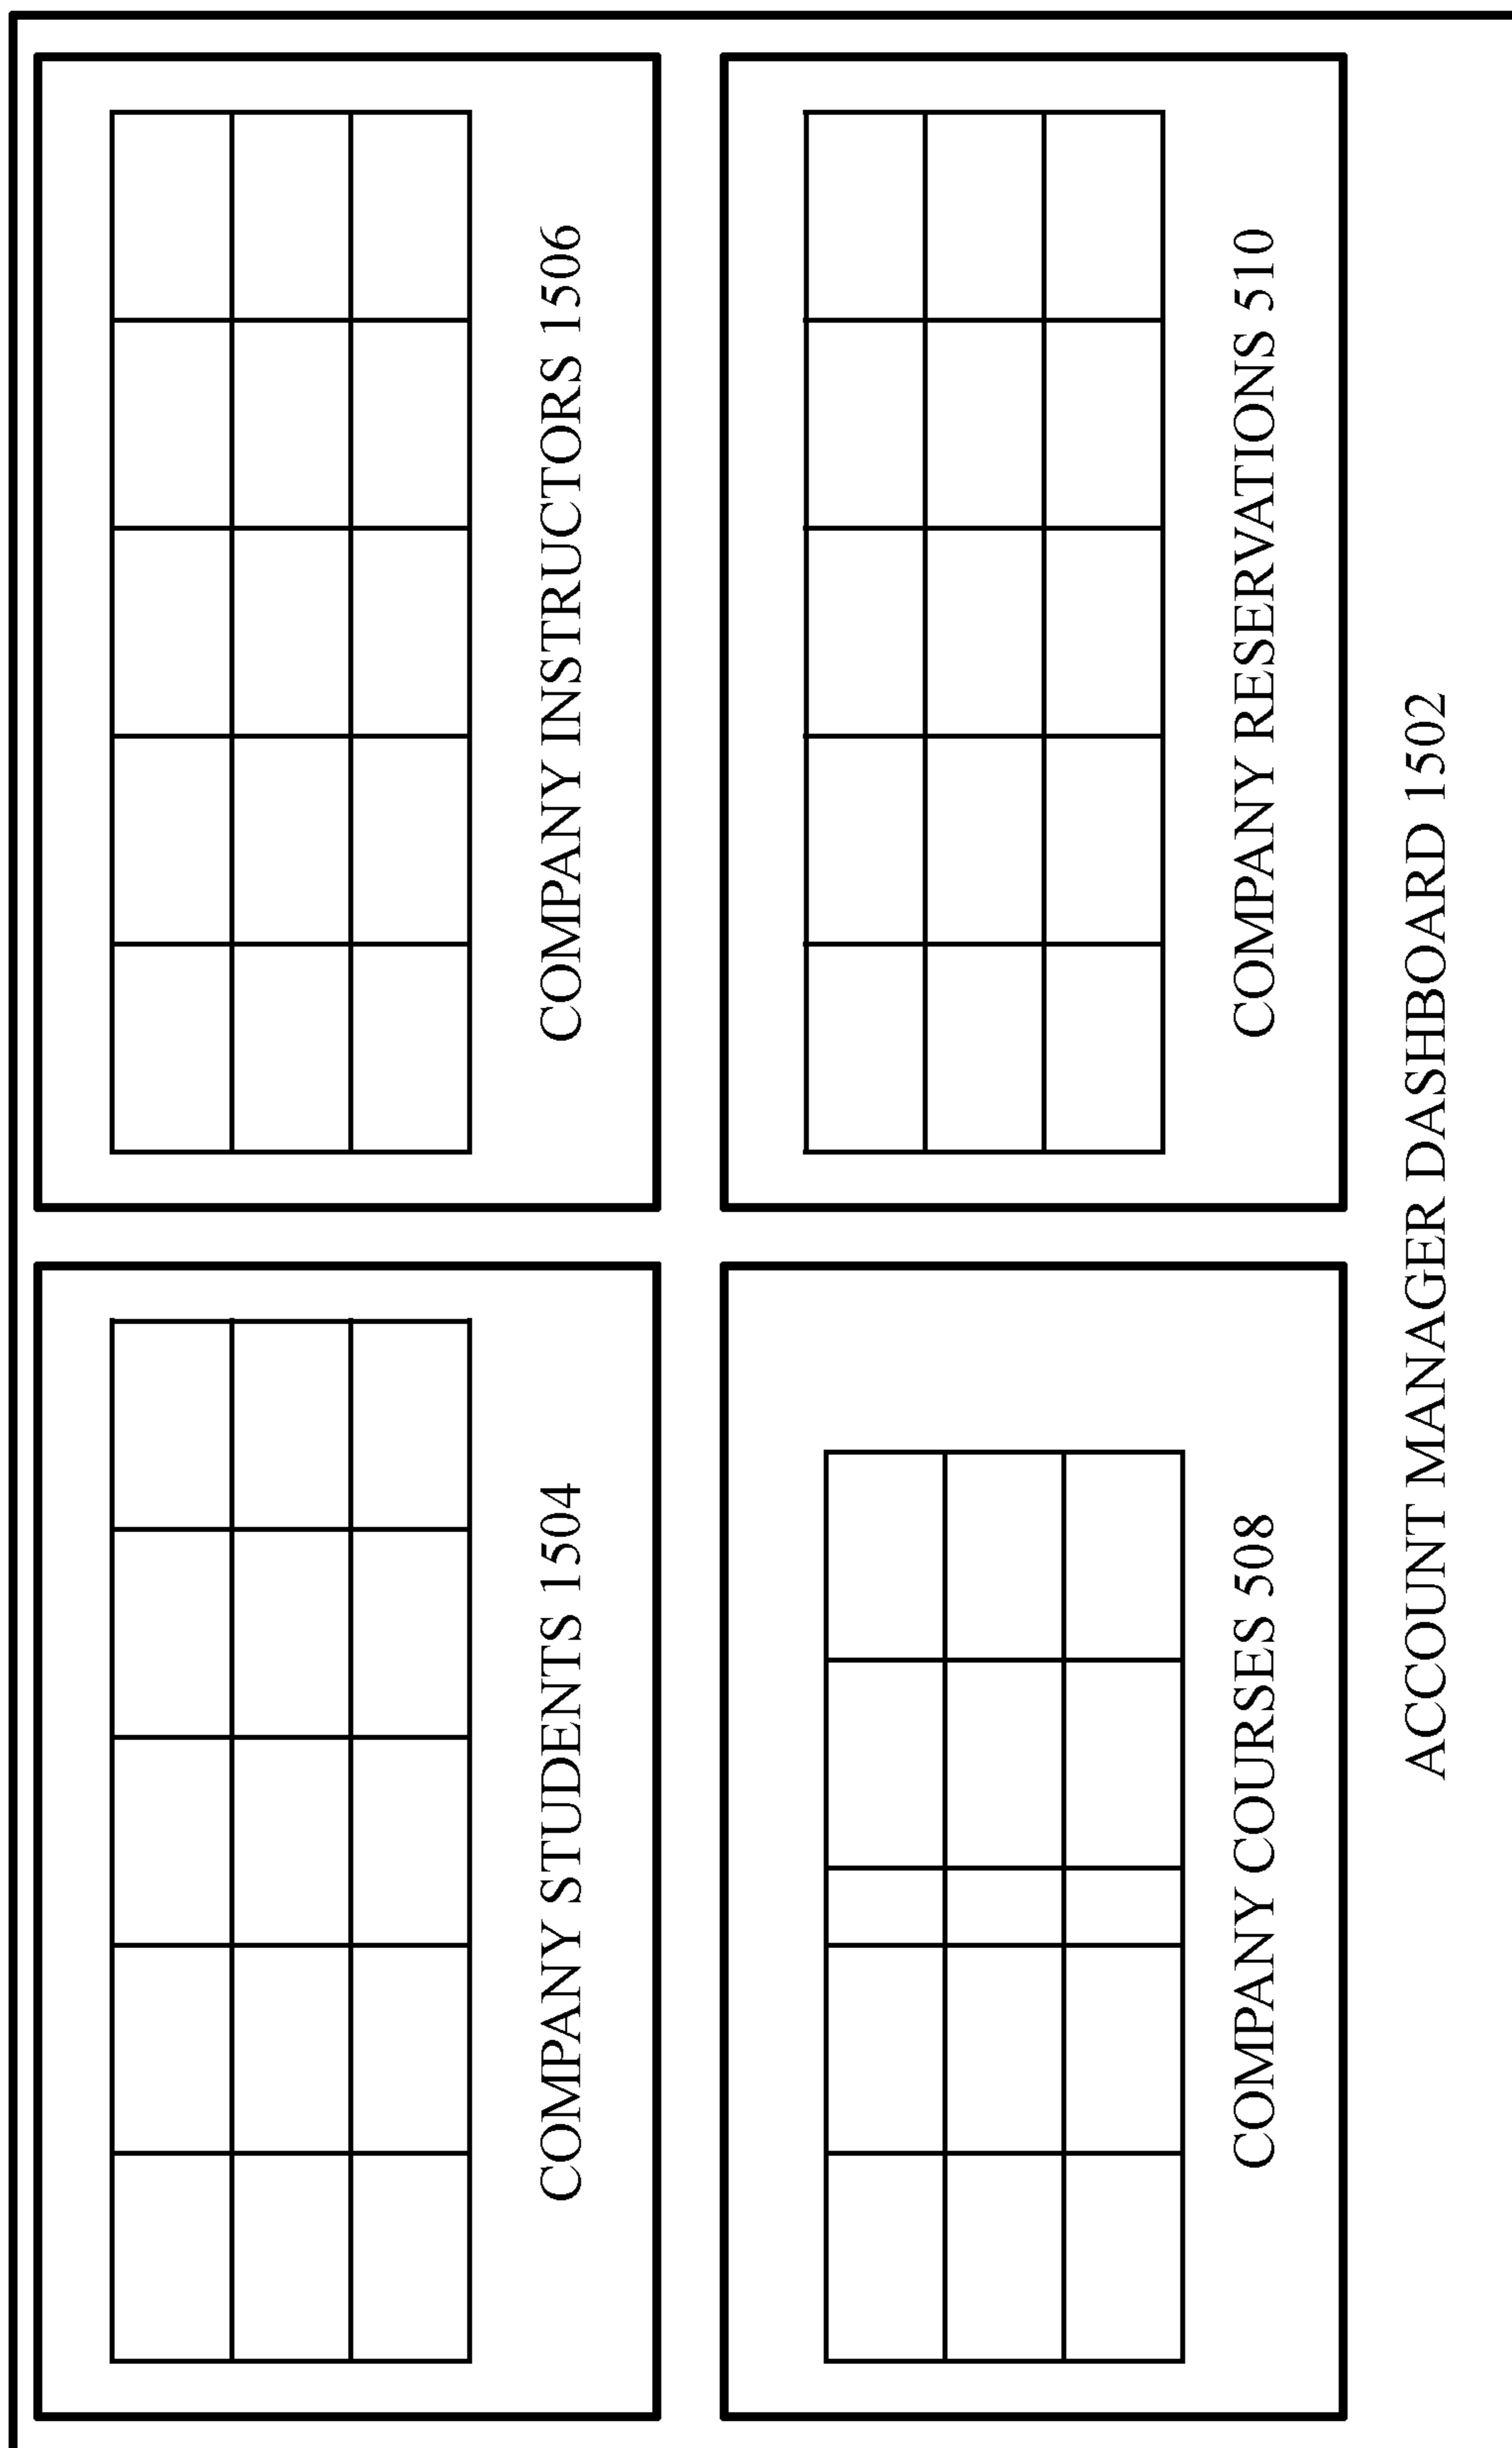 COMPANY STUDENTS 1504
COMPANY INSTRUCTORS 1506
COMPANY COURSES 508
COMPANY RESERVATIONS 510
ACCOUNT MANAGER DASHBOARD 1502